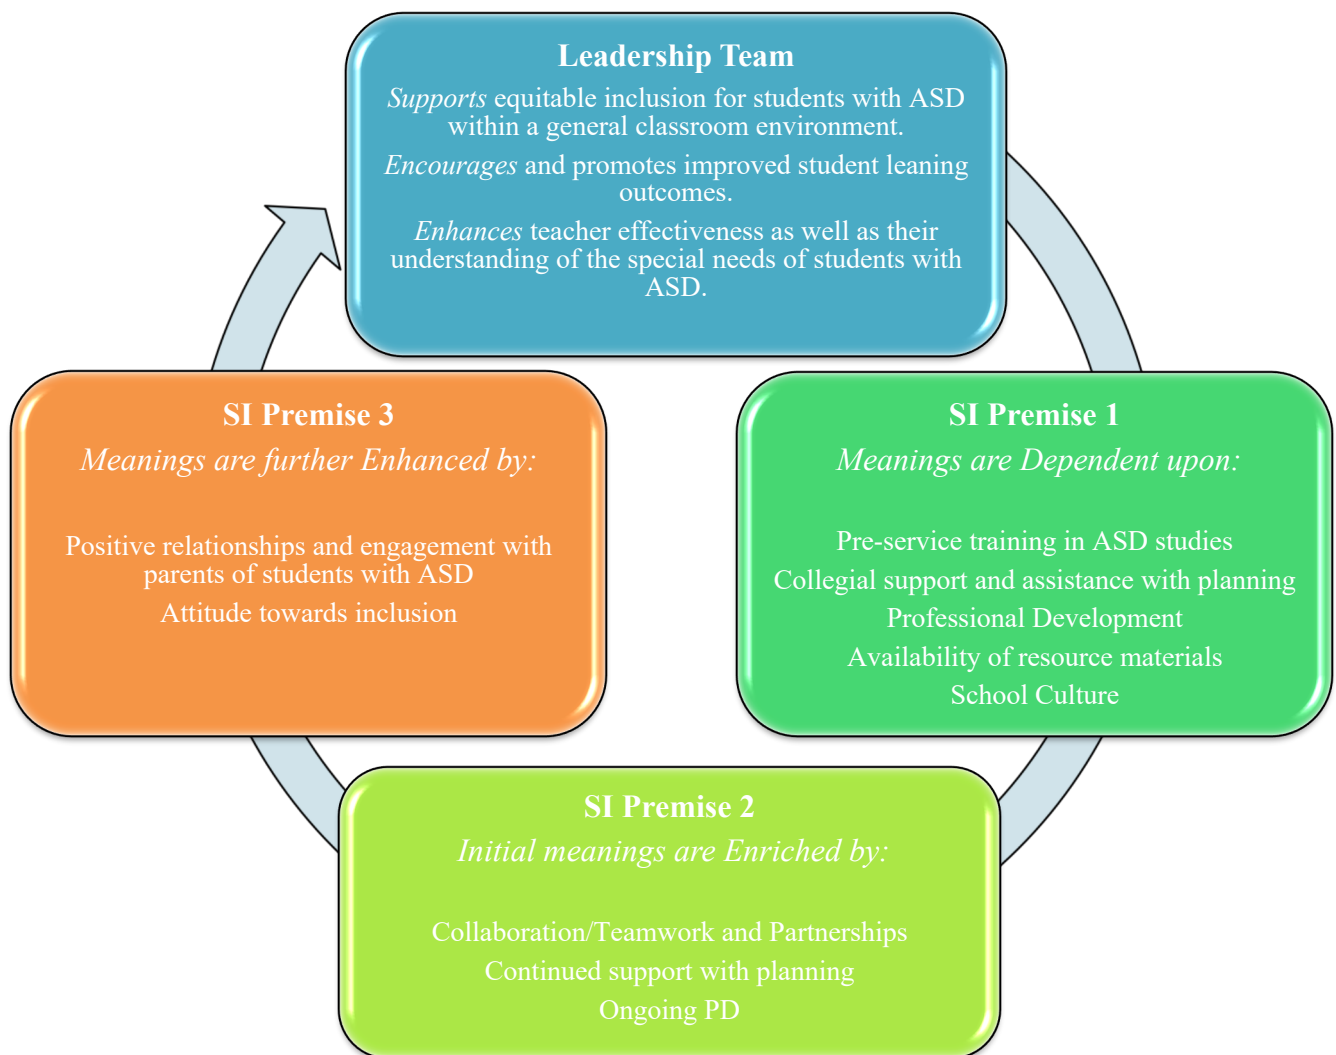 Leadership Team
Supports equitable inclusion for students with ASD
within a general classroom environment.
Encourages and promotes improved student leaning
outcomes.
Enhances teacher effectiveness as well as their
understanding of the special needs of students with
ASD.
SI Premise 1
Meanings are Dependent upon:
Pre-service training in ASD studies
Collegial support and assistance with planning
Professional Development
Availability of resource materials
School Culture
SI Premise 2
Initial meanings are Enriched by:
Collaboration/Teamwork and Partnerships
Continued support with planning
Ongoing PD
SI Premise 3
Meanings are further Enhanced by:
Positive relationships and engagement with
parents of students with ASD
Attitude towards inclusion